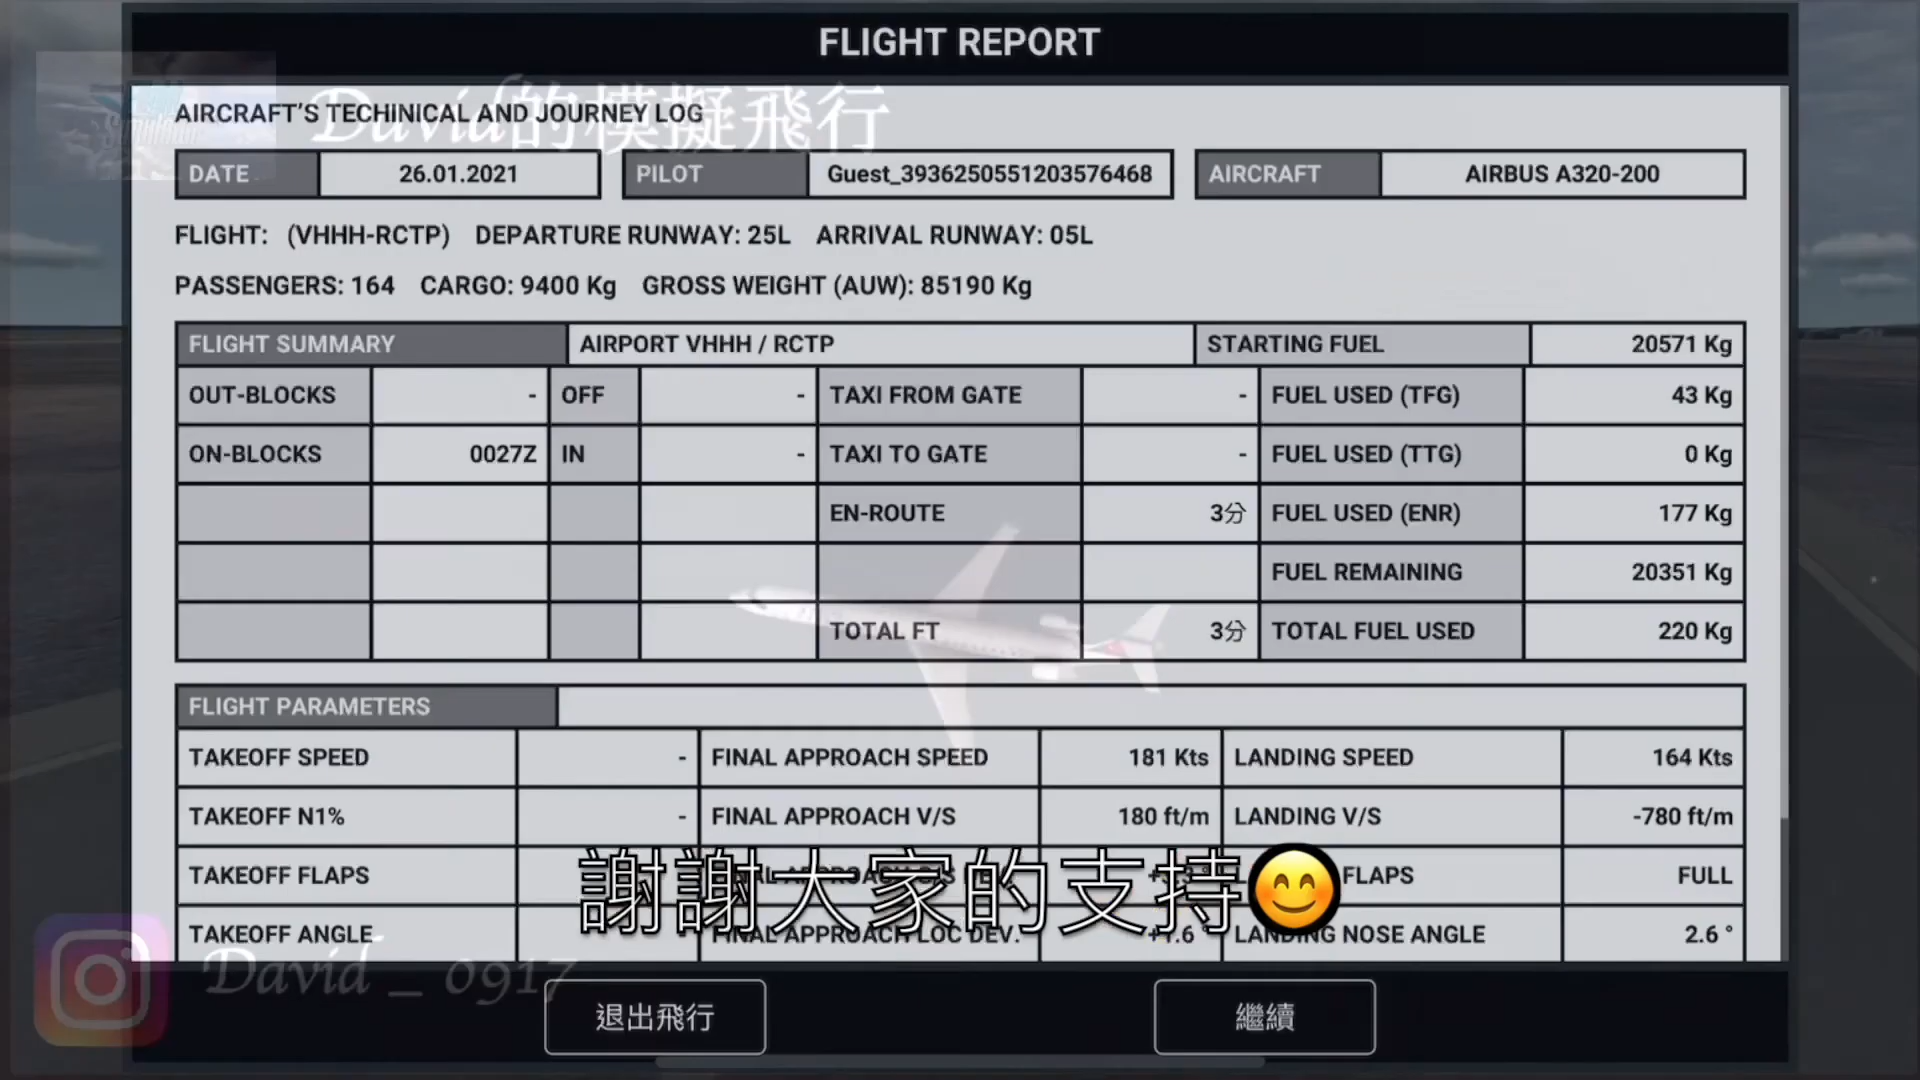 FLIGHT REPORT
David的模擬飛行
AIRCRAFT'S TECHINICAL AND JOURNEY LOG
DATE 26.01.2021 PILOT Guest_3936250551203576468 AIRCRAFT AIRBUS A320-200
FLIGHT: (VHHH-RCTP) DEPARTURE RUNWAY: 25L ARRIVAL RUNWAY: 05L
PASSENGERS: 164 CARGO: 9400 Kg GROSS WEIGHT (AUW): 85190 Kg
FLIGHT SUMMARY AIRPORT VHHH / RCTP STARTING FUEL 20571 Kg
OUT-BLOCKS - OFF - TAXI FROM GATE - FUEL USED (TFG) 43 Kg
ON-BLOCKS 0027Z IN - TAXI TO GATE - FUEL USED (TTG) 0 Kg
EN-ROUTE 3分 FUEL USED (ENR) 177 Kg
FUEL REMAINING 20351 Kg
TOTAL FT 3分 TOTAL FUEL USED 220 Kg
FLIGHT PARAMETERS
TAKEOFF SPEED - FINAL APPROACH SPEED 181 Kts LANDING SPEED 164 Kts
TAKEOFF N1% - FINAL APPROACH V/S 180 ft/m LANDING V/S -780 ft/m
TAKEOFF FLAPS FINAL APPROACH FLAPS FULL
謝謝大家的支持😊
TAKEOFF ANGLE - FINAL APPROACH LOC DEV. LANDING NOSE ANGLE 2.6 °
David _ 0917
退出飛行 繼續